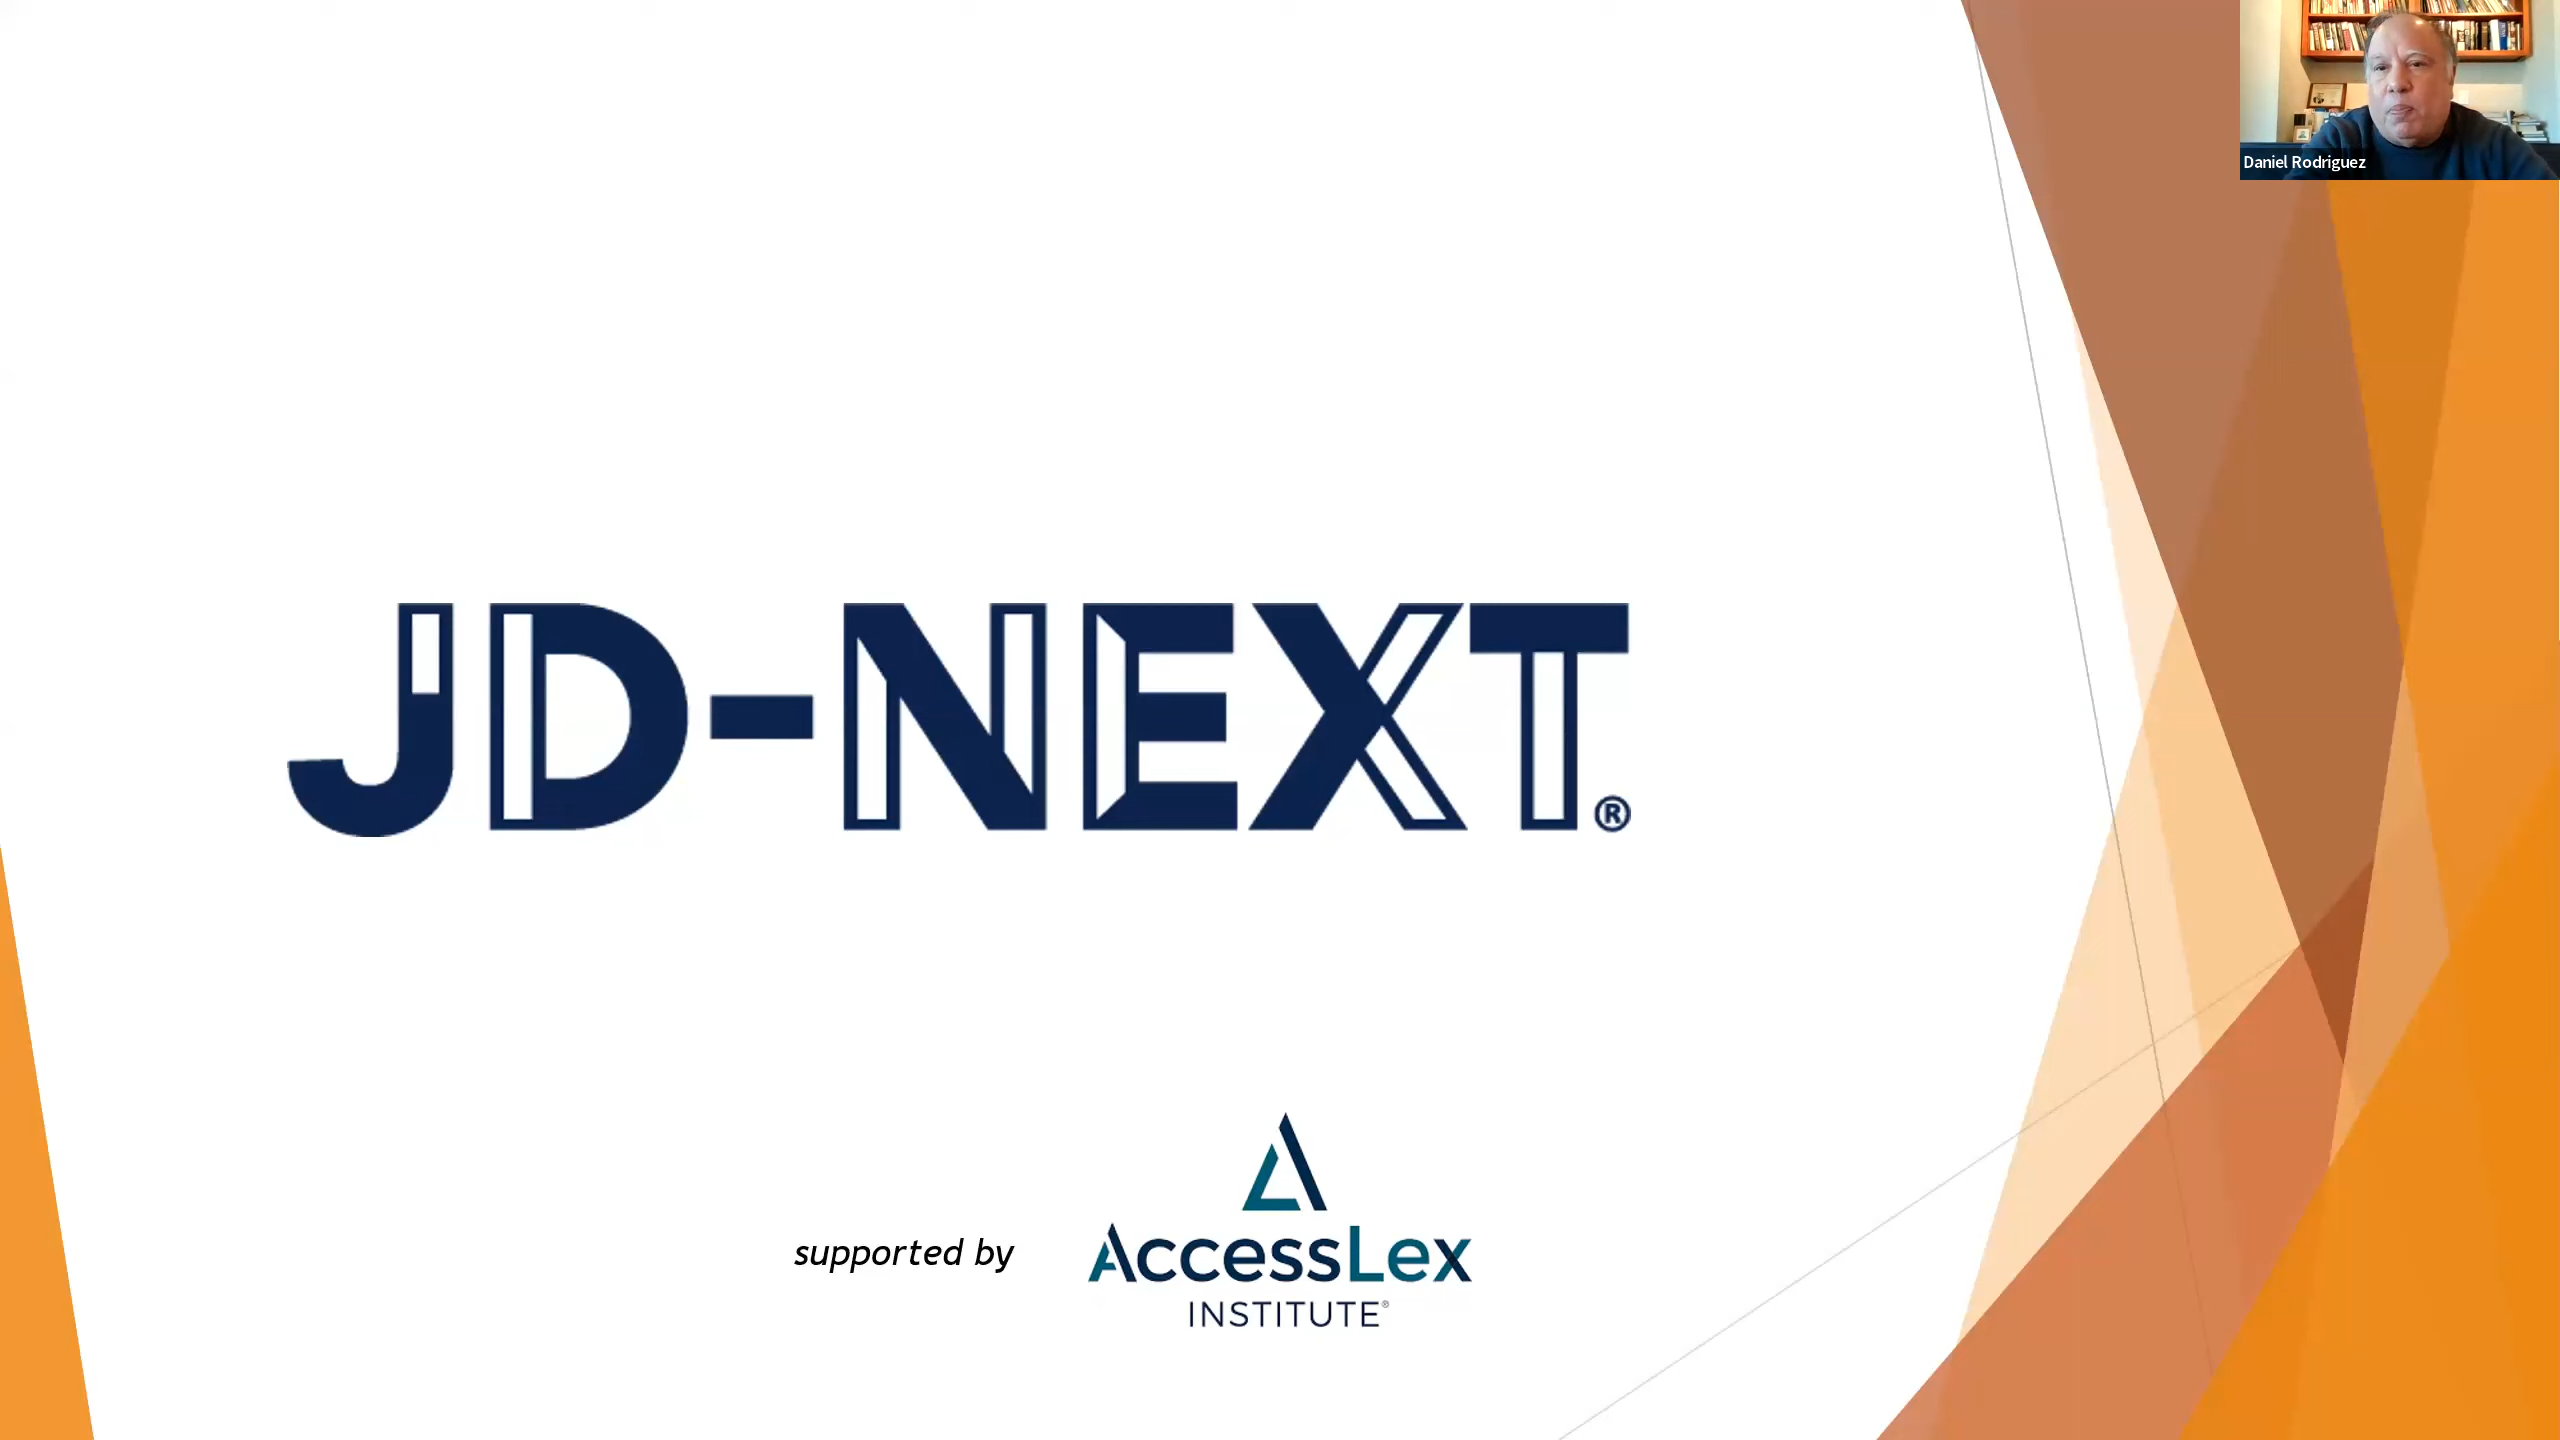 Daniel Rodriguez
JD-NEXT®
supported by
AccessLex
INSTITUTE®